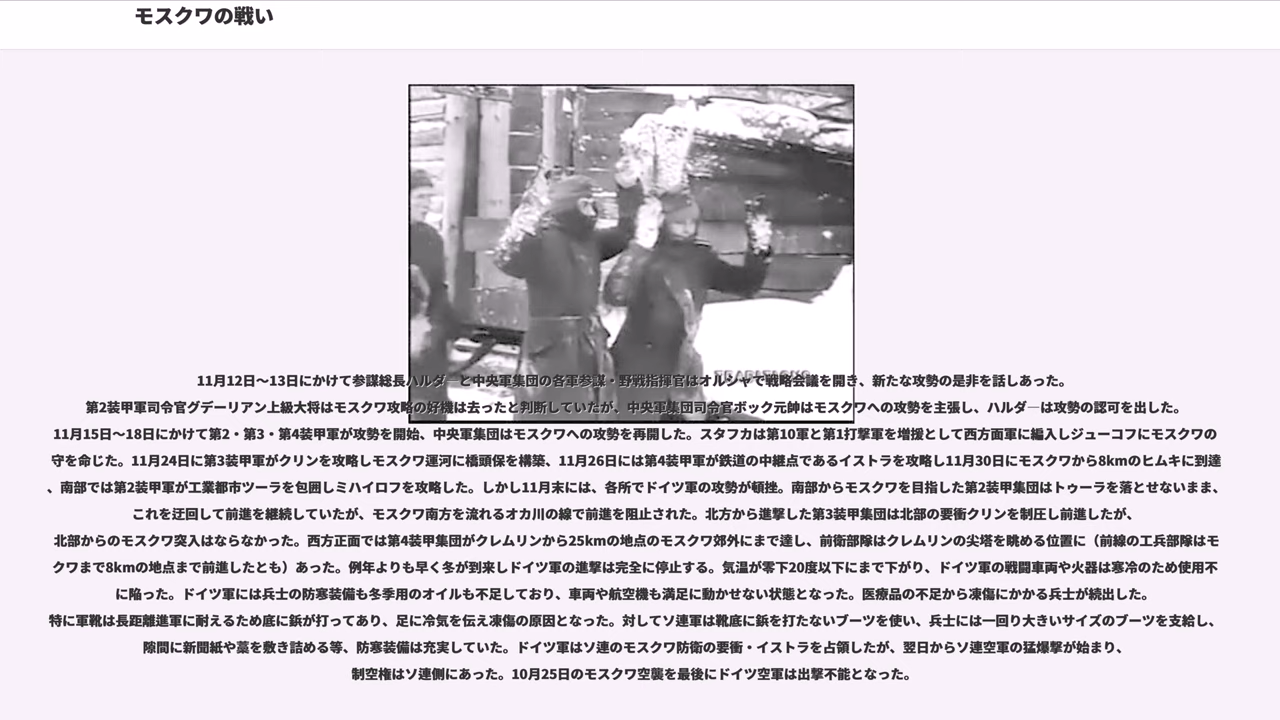 モスクワの戦い
11月12日〜13日にかけて参謀総長ハルダ―と中央軍集団の各軍参謀・野戦指揮官はオルシャで戦略会議を開き、新たな攻勢の是非を話しあった。
第2装甲軍司令官グデーリアン上級大将はモスクワ攻略の好機は去ったと判断していたが、中央軍集団司令官ボック元帥はモスクワへの攻勢を主張し、ハルダ―は攻勢の認可を出した。
11月15日〜18日にかけて第2・第3・第4装甲軍が攻勢を開始、中央軍集団はモスクワへの攻勢を再開した。スタフカは第10軍と第1打撃軍を増援として西方面軍に編入しジューコフにモスクワの
守を命じた。11月24日に第3装甲軍がクリンを攻略しモスクワ運河に橋頭保を構築、11月26日には第4装甲軍が鉄道の中継点であるイストラを攻略し11月30日にモスクワから8kmのヒムキに到達
、南部では第2装甲軍が工業都市ツーラを包囲しミハイロフを攻略した。しかし11月末には、各所でドイツ軍の攻勢が頓挫。南部からモスクワを目指した第2装甲集団はトゥーラを落とせないまま、
これを迂回して前進を継続していたが、モスクワ南方を流れるオカ川の線で前進を阻止された。北方から進撃した第3装甲集団は北部の要衝クリンを制圧し前進したが、
北部からのモスクワ突入はならなかった。西方正面では第4装甲集団がクレムリンから25kmの地点のモスクワ郊外にまで達し、前衛部隊はクレムリンの尖塔を眺める位置に（前線の工兵部隊はモ
クワまで8kmの地点まで前進したとも）あった。例年よりも早く冬が到来しドイツ軍の進撃は完全に停止する。気温が零下20度以下にまで下がり、ドイツ軍の戦闘車両や火器は寒冷のため使用不
に陥った。ドイツ軍には兵士の防寒装備も冬季用のオイルも不足しており、車両や航空機も満足に動かせない状態となった。医療品の不足から凍傷にかかる兵士が続出した。
特に軍靴は長距離進軍に耐えるため底に鋲が打ってあり、足に冷気を伝え凍傷の原因となった。対してソ連軍は靴底に鋲を打たないブーツを使い、兵士には一回り大きいサイズのブーツを支給し、
隙間に新聞紙や藁を敷き詰める等、防寒装備は充実していた。ドイツ軍はソ連のモスクワ防衛の要衝・イストラを占領したが、翌日からソ連空軍の猛爆撃が始まり、
制空権はソ連側にあった。10月25日のモスクワ空襲を最後にドイツ空軍は出撃不能となった。